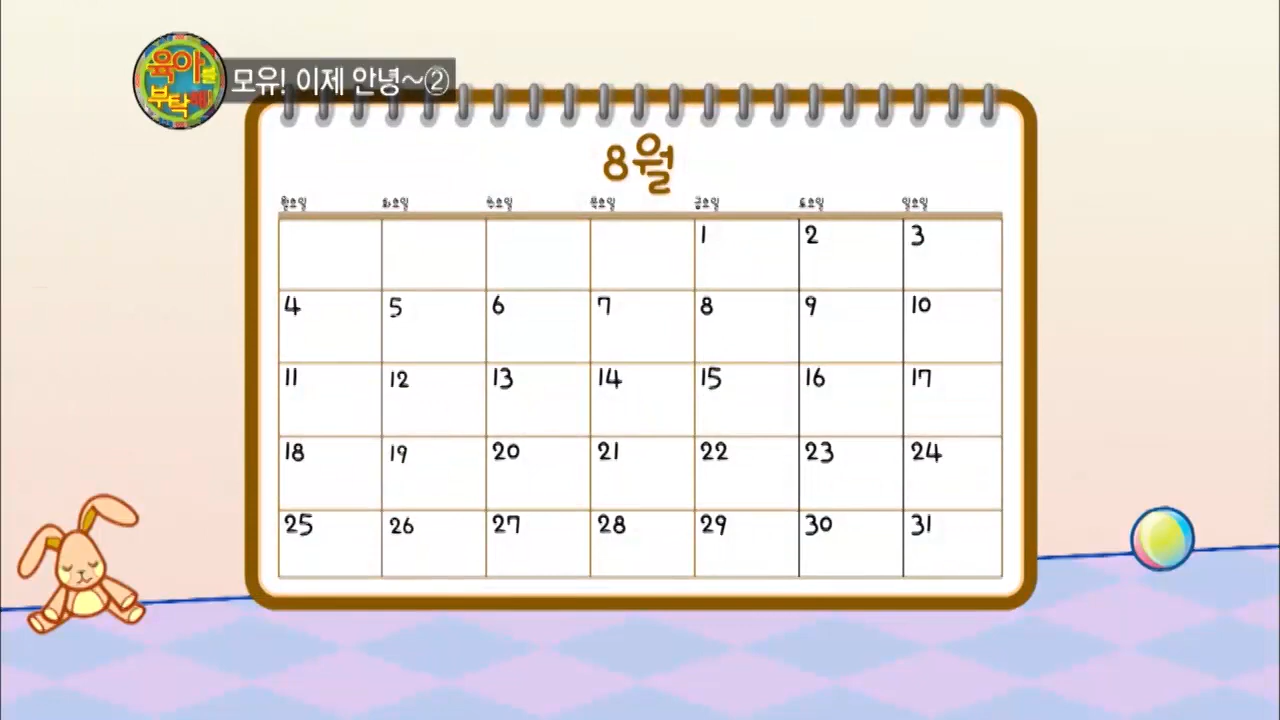 육아를
부탁해!
모유! 이제 안녕~②
8월
월요일 화요일 수요일 목요일 금요일 토요일 일요일
1 2 3
4 5 6 7 8 9 10
11 12 13 14 15 16 17
18 19 20 21 22 23 24
25 26 27 28 29 30 31